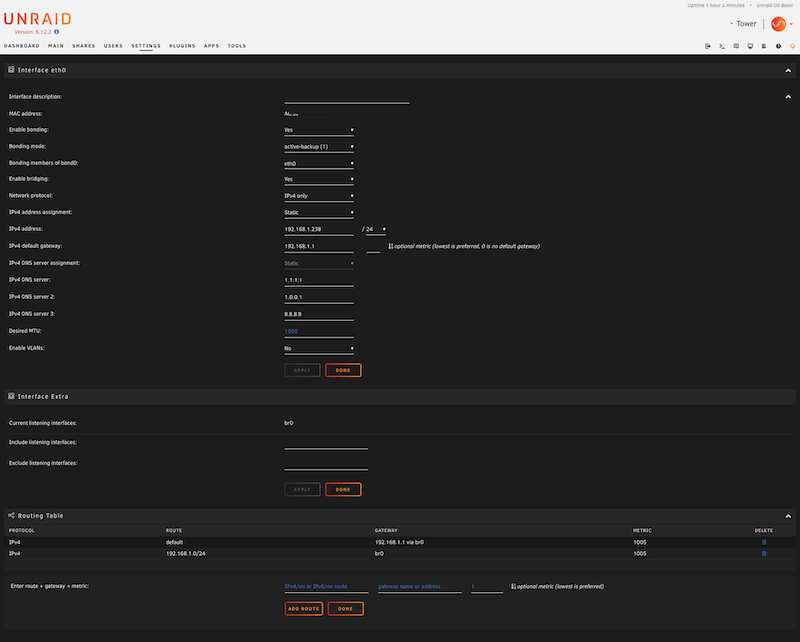 Uptime 1 hour 2 minutes • Unraid OS Basic
UNRAID
Version: 6.12.2
• Tower
DASHBOARD MAIN SHARES USERS SETTINGS PLUGINS APPS TOOLS
Interface eth0
Interface description:
MAC address:
Enable bonding: Yes
Bonding mode: active-backup (1)
Bonding members of bond0: eth0
Enable bridging: Yes
Network protocol: IPv4 only
IPv4 address assignment: Static
IPv4 address: 192.168.1.238 / 24
IPv4 default gateway: 192.168.1.1 optional metric (lowest is preferred, 0 is no default gateway)
IPv4 DNS server assignment: Static
IPv4 DNS server: 1.1.1.1
IPv4 DNS server 2: 1.0.0.1
IPv4 DNS server 3: 8.8.8.8
Desired MTU: 1500
Enable VLANs: No
APPLY DONE
Interface Extra
Current listening interfaces: br0
Include listening interfaces:
Exclude listening interfaces:
APPLY DONE
Routing Table
PROTOCOL ROUTE GATEWAY METRIC DELETE
IPv4 default 192.168.1.1 via br0 1005
IPv4 192.168.1.0/24 br0 1005
Enter route + gateway + metric: IPv4/nn or IPv6/nn route gateway name or address 1 optional metric (lowest is preferred)
ADD ROUTE DONE